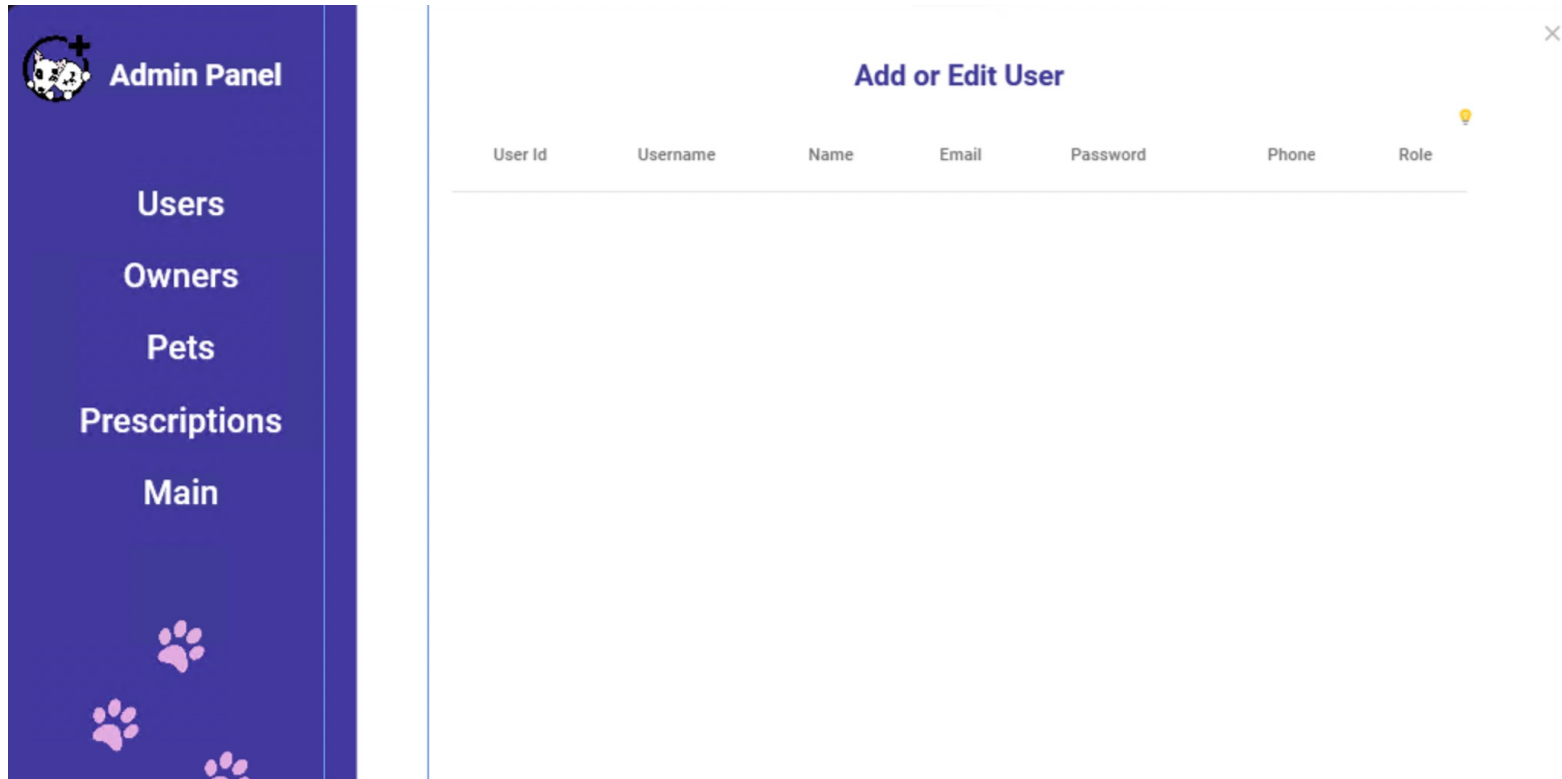 Admin Panel
Users
Owners
Pets
Prescriptions
Main
Add or Edit User
User Id Username Name Email Password Phone Role